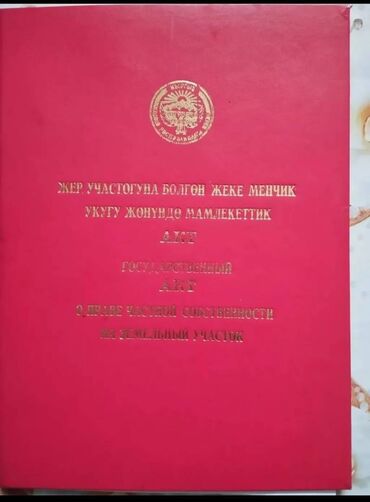 ЖЕР УЧАСТОГУНА БОЛГОН ЖЕКЕ МЕНЧИК
УКУГУ ЖӨНҮНДӨ МАМЛЕКЕТТИК
АКТ
ГОСУДАРСТВЕННЫЙ
АКТ
О ПРАВЕ ЧАСТНОЙ СОБСТВЕННОСТИ
НА ЗЕМЕЛЬНЫЙ УЧАСТОК